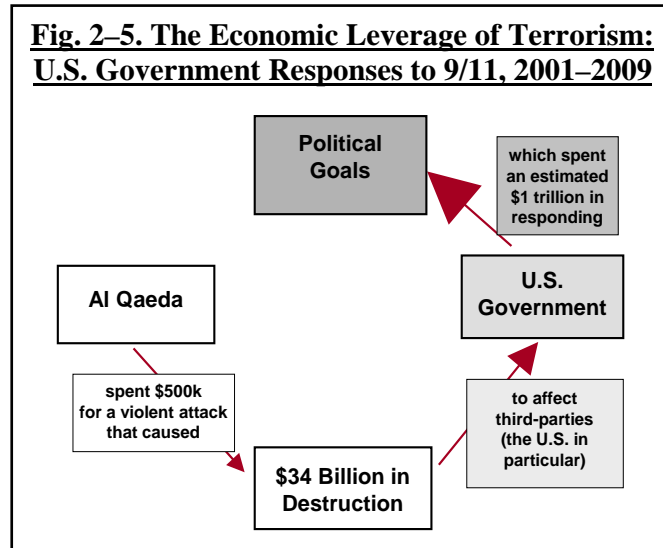 Fig. 2–5. The Economic Leverage of Terrorism:
U.S. Government Responses to 9/11, 2001–2009
Political
Goals
which spent
an estimated
$1 trillion in
responding
Al Qaeda
U.S.
Government
spent $500k
for a violent attack
that caused
to affect
third-parties
(the U.S. in
particular)
$34 Billion in
Destruction